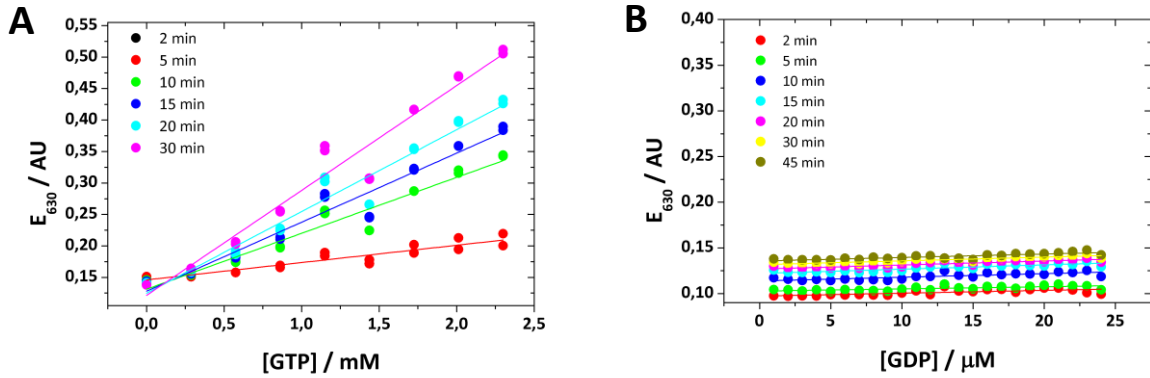 A
2 min
5 min
10 min
15 min
20 min
30 min
0,55
0,50
0,45
0,40
0,35
0,30
0,25
0,20
0,15
E630 / AU
0,0 0,5 1,0 1,5 2,0 2,5
[GTP] / mM
B
2 min
5 min
10 min
15 min
20 min
30 min
45 min
0,40
0,35
0,30
0,25
0,20
0,15
0,10
E630 / AU
0 5 10 15 20 25
[GDP] / μM